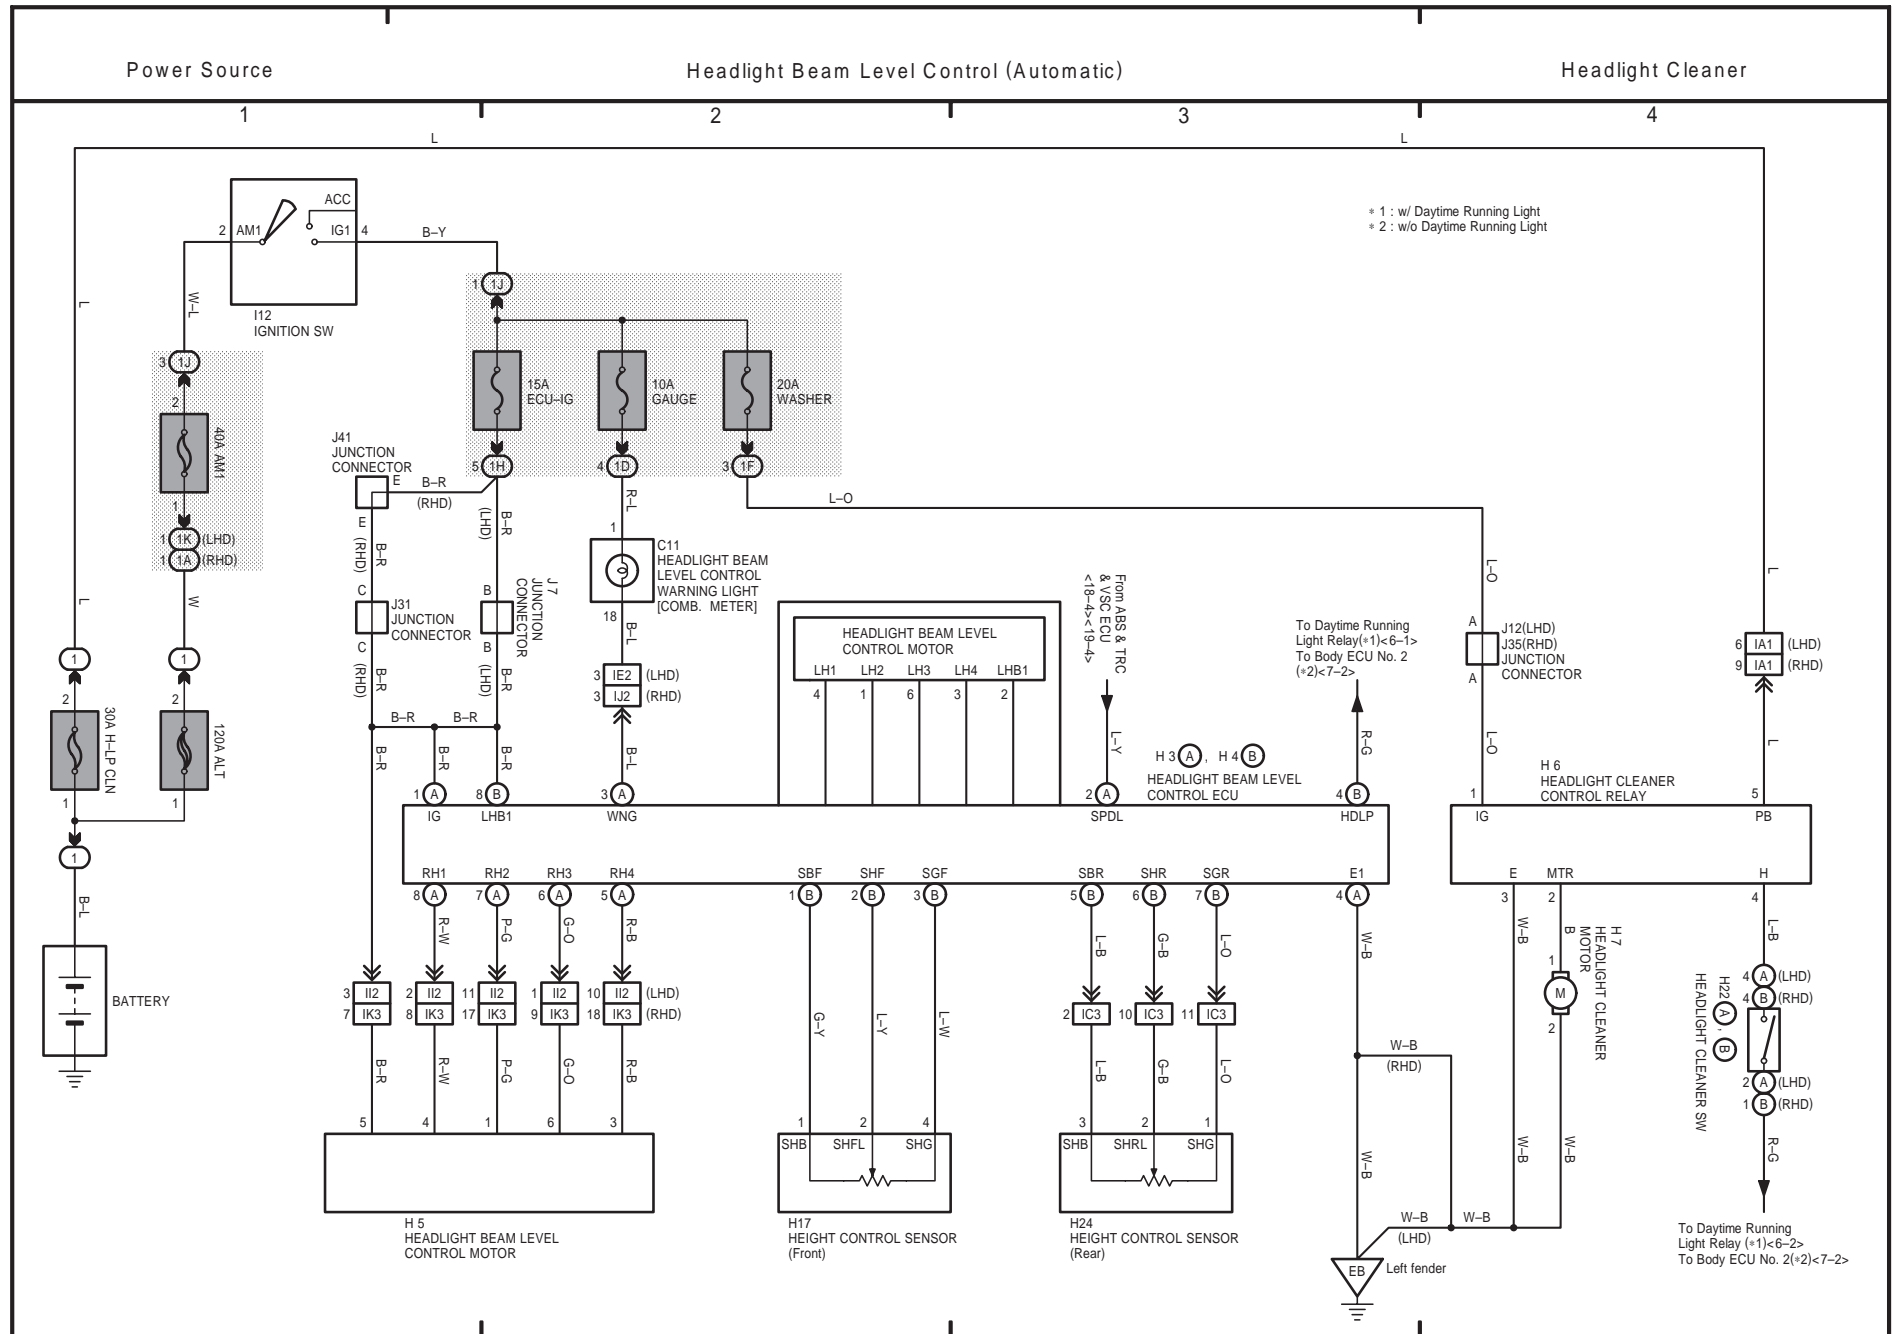 Power Source
Headlight Beam Level Control (Automatic)
Headlight Cleaner
1
2
3
4
L
L
∗ 1 : w/ Daytime Running Light
∗ 2 : w/o Daytime Running Light
ACC
2
AM1
IG1
4
B–Y
I12
IGNITION SW
L
W–L
1
1J
3
1J
2
40A AM1
1
1
1K
(LHD)
1
1A
(RHD)
15A
ECU–IG
10A
GAUGE
20A
WASHER
5
1H
4
1D
3
1F
J41
JUNCTION
CONNECTOR
E
B–R
(RHD)
E
(RHD)
B–R
(LHD)
B–R
R–L
L–O
1
C11
HEADLIGHT BEAM
LEVEL CONTROL
WARNING LIGHT
[COMB. METER]
18
C
J31
JUNCTION
CONNECTOR
C
(RHD)
B–R
B
J 7
JUNCTION
CONNECTOR
B
(LHD)
B–R
B–L
3
IE2
(LHD)
3
IJ2
(RHD)
B–L
L
W
1
1
2
30A H–LP CLN
1
2
120A ALT
1
1
B–L
BATTERY
B–R
B–R
B–R
B–R
B–R
HEADLIGHT BEAM LEVEL
CONTROL MOTOR
LH1
LH2
LH3
LH4
LHB1
4
1
6
3
2
From ABS & TRC
& VSC ECU
<18–4><19–4>
L–Y
To Daytime Running
Light Relay(∗1)<6–1>
To Body ECU No. 2
(∗2)<7–2>
R–G
H 3 A , H 4 B
HEADLIGHT BEAM LEVEL
CONTROL ECU
L–O
A
J12(LHD)
J35(RHD)
JUNCTION
CONNECTOR
A
L–O
L
6
IA1
(LHD)
9
IA1
(RHD)
L
H 6
HEADLIGHT CLEANER
CONTROL RELAY
1
A
8
B
3
A
2
A
4
B
1
5
IG
LHB1
WNG
SPDL
HDLP
IG
PB
RH1
RH2
RH3
RH4
SBF
SHF
SGF
SBR
SHR
SGR
E1
E
MTR
H
8
A
7
A
6
A
5
A
1
B
2
B
3
B
5
B
6
B
7
B
4
A
3
2
4
R–W
P–G
G–O
R–B
L–B
G–B
L–O
W–B
W–B
B
H 7
HEADLIGHT CLEANER
MOTOR
1
M
2
L–B
4
A
(LHD)
4
B
(RHD)
H22 A , B
HEADLIGHT CLEANER SW
2
A
(LHD)
1
B
(RHD)
R–G
3
II2
2
II2
11
II2
1
II2
10
II2
(LHD)
7
IK3
8
IK3
17
IK3
9
IK3
18
IK3
(RHD)
2
IC3
10
IC3
11
IC3
G–Y
L–Y
L–W
B–R
R–W
P–G
G–O
R–B
L–B
G–B
L–O
W–B
(RHD)
5
4
1
6
3
1
2
4
3
2
1
SHB
SHFL
SHG
SHB
SHRL
SHG
W–B
W–B
W–B
H 5
HEADLIGHT BEAM LEVEL
CONTROL MOTOR
H17
HEIGHT CONTROL SENSOR
(Front)
H24
HEIGHT CONTROL SENSOR
(Rear)
W–B
(LHD)
W–B
EB
Left fender
To Daytime Running
Light Relay (∗1)<6–2>
To Body ECU No. 2(∗2)<7–2>